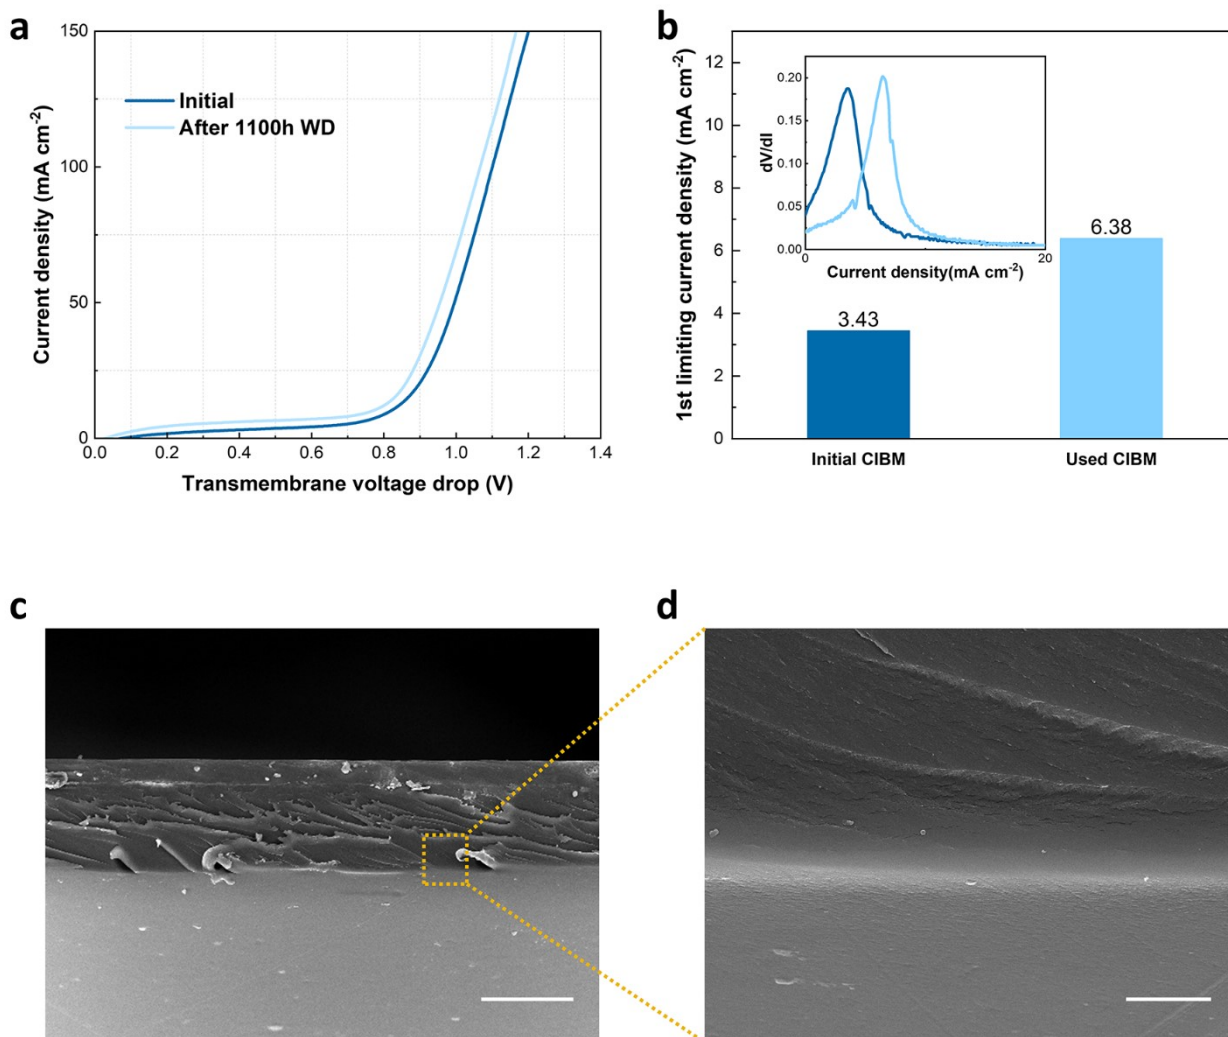 a
150
100
50
0
Current density (mA cm-2)
Initial
After 1100h WD
0.0 0.2 0.4 0.6 0.8 1.0 1.2 1.4
Transmembrane voltage drop (V)
b
12
10
8
6
4
2
0
1st limiting current density (mA cm-2)
0.20
0.15
0.10
0.05
0.00
dV/dI
0 20
Current density(mA cm-2)
3.43
6.38
Initial CIBM Used CIBM
c
d